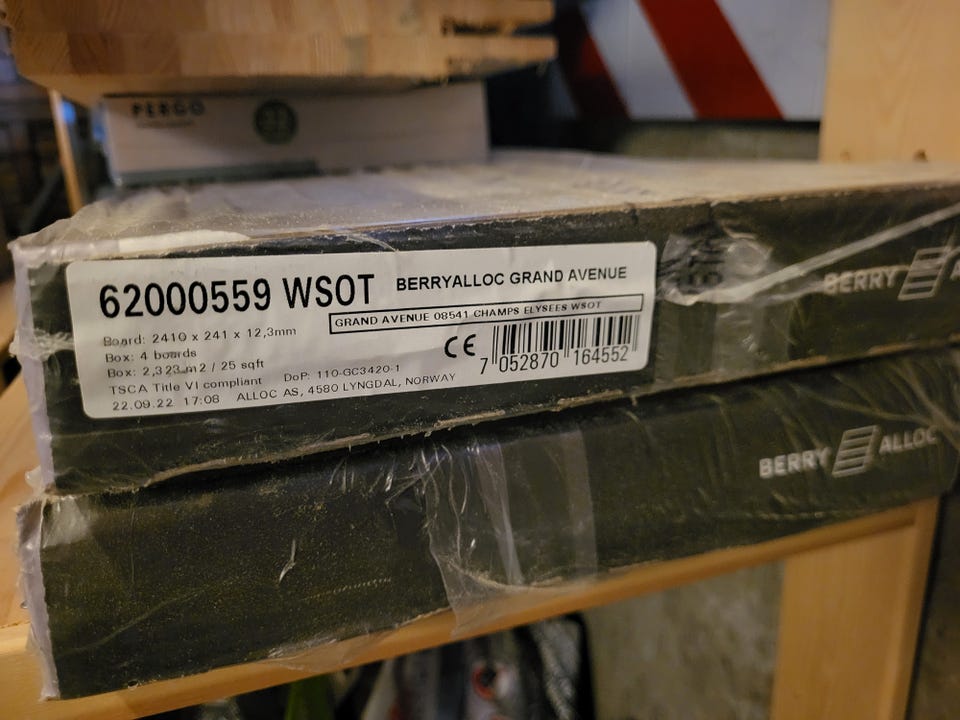 PERGO
62000559 WSOT
BERRYALLOC GRAND AVENUE
GRAND AVENUE 08541 CHAMPS ELYSEES WSOT
Board: 2410 x 241 x 12,3mm
Box: 4 boards
Box: 2,323 m2 / 25 sqft
TSCA Title VI compliant
DoP: 110-GC3420-1
22.09.22 17:08 ALLOC AS, 4580 LYNGDAL, NORWAY
CE
7 052870 164552
BERRY A
BERRY ALLOC